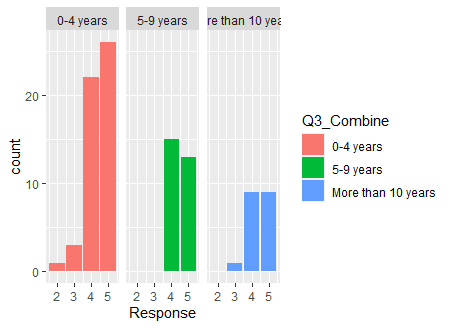 0-4 years
5-9 years
re than 10 yea
20
10
0
count
2 3 4 5
2 3 4 5
2 3 4 5
Response
Q3_Combine
0-4 years
5-9 years
More than 10 years